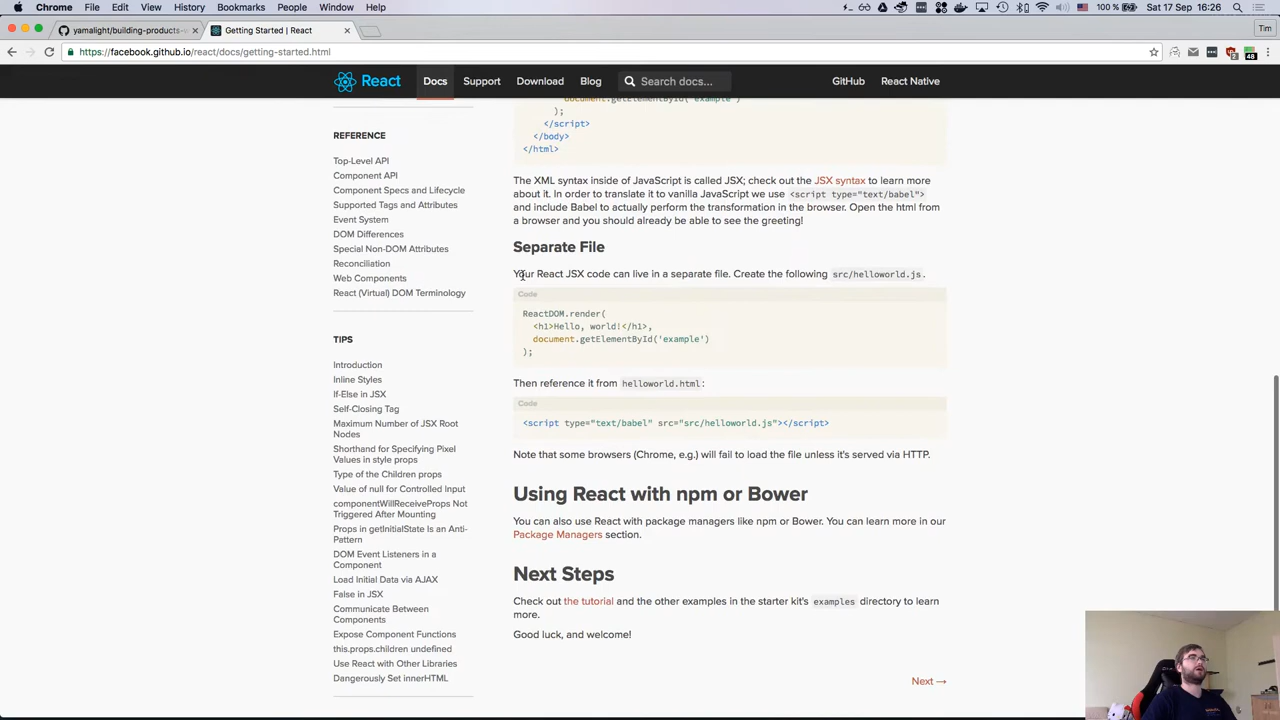 Chrome File Edit View History Bookmarks People Window Help
100 % Sat 17 Sep 16:26
yamalight/building-products-
Getting Started | React
Tim
https://facebook.github.io/react/docs/getting-started.html
2
48
React Docs Support Download Blog Search docs... GitHub React Native
REFERENCE
Top-Level API
Component API
Component Specs and Lifecycle
Supported Tags and Attributes
Event System
DOM Differences
Special Non-DOM Attributes
Reconciliation
Web Components
React (Virtual) DOM Terminology
TIPS
Introduction
Inline Styles
If-Else in JSX
Self-Closing Tag
Maximum Number of JSX Root
Nodes
Shorthand for Specifying Pixel
Values in style props
Type of the Children props
Value of null for Controlled Input
componentWillReceiveProps Not
Triggered After Mounting
Props in getInitialState Is an Anti-
Pattern
DOM Event Listeners in a
Component
Load Initial Data via AJAX
False in JSX
Communicate Between
Components
Expose Component Functions
this.props.children undefined
Use React with Other Libraries
Dangerously Set innerHTML
document.getElementById('example')
);
</script>
</body>
</html>
The XML syntax inside of JavaScript is called JSX; check out the JSX syntax to learn more
about it. In order to translate it to vanilla JavaScript we use <script type="text/babel">
and include Babel to actually perform the transformation in the browser. Open the html from
a browser and you should already be able to see the greeting!
Separate File
Your React JSX code can live in a separate file. Create the following src/helloworld.js.
Code
ReactDOM.render(
<h1>Hello, world!</h1>,
document.getElementById('example')
);
Then reference it from helloworld.html:
Code
<script type="text/babel" src="src/helloworld.js"></script>
Note that some browsers (Chrome, e.g.) will fail to load the file unless it's served via HTTP.
Using React with npm or Bower
You can also use React with package managers like npm or Bower. You can learn more in our
Package Managers section.
Next Steps
Check out the tutorial and the other examples in the starter kit's examples directory to learn
more.
Good luck, and welcome!
Next →